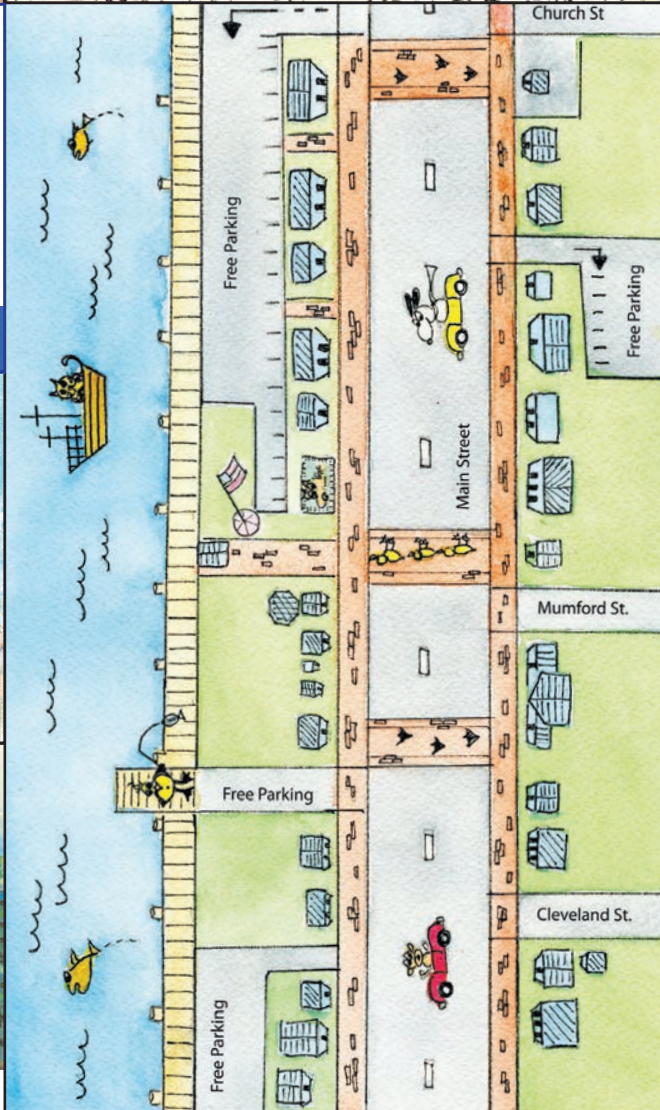 Church St
Free Parking
Free Parking
Main Street
Mumford St.
Free Parking
Cleveland St.
Free Parking